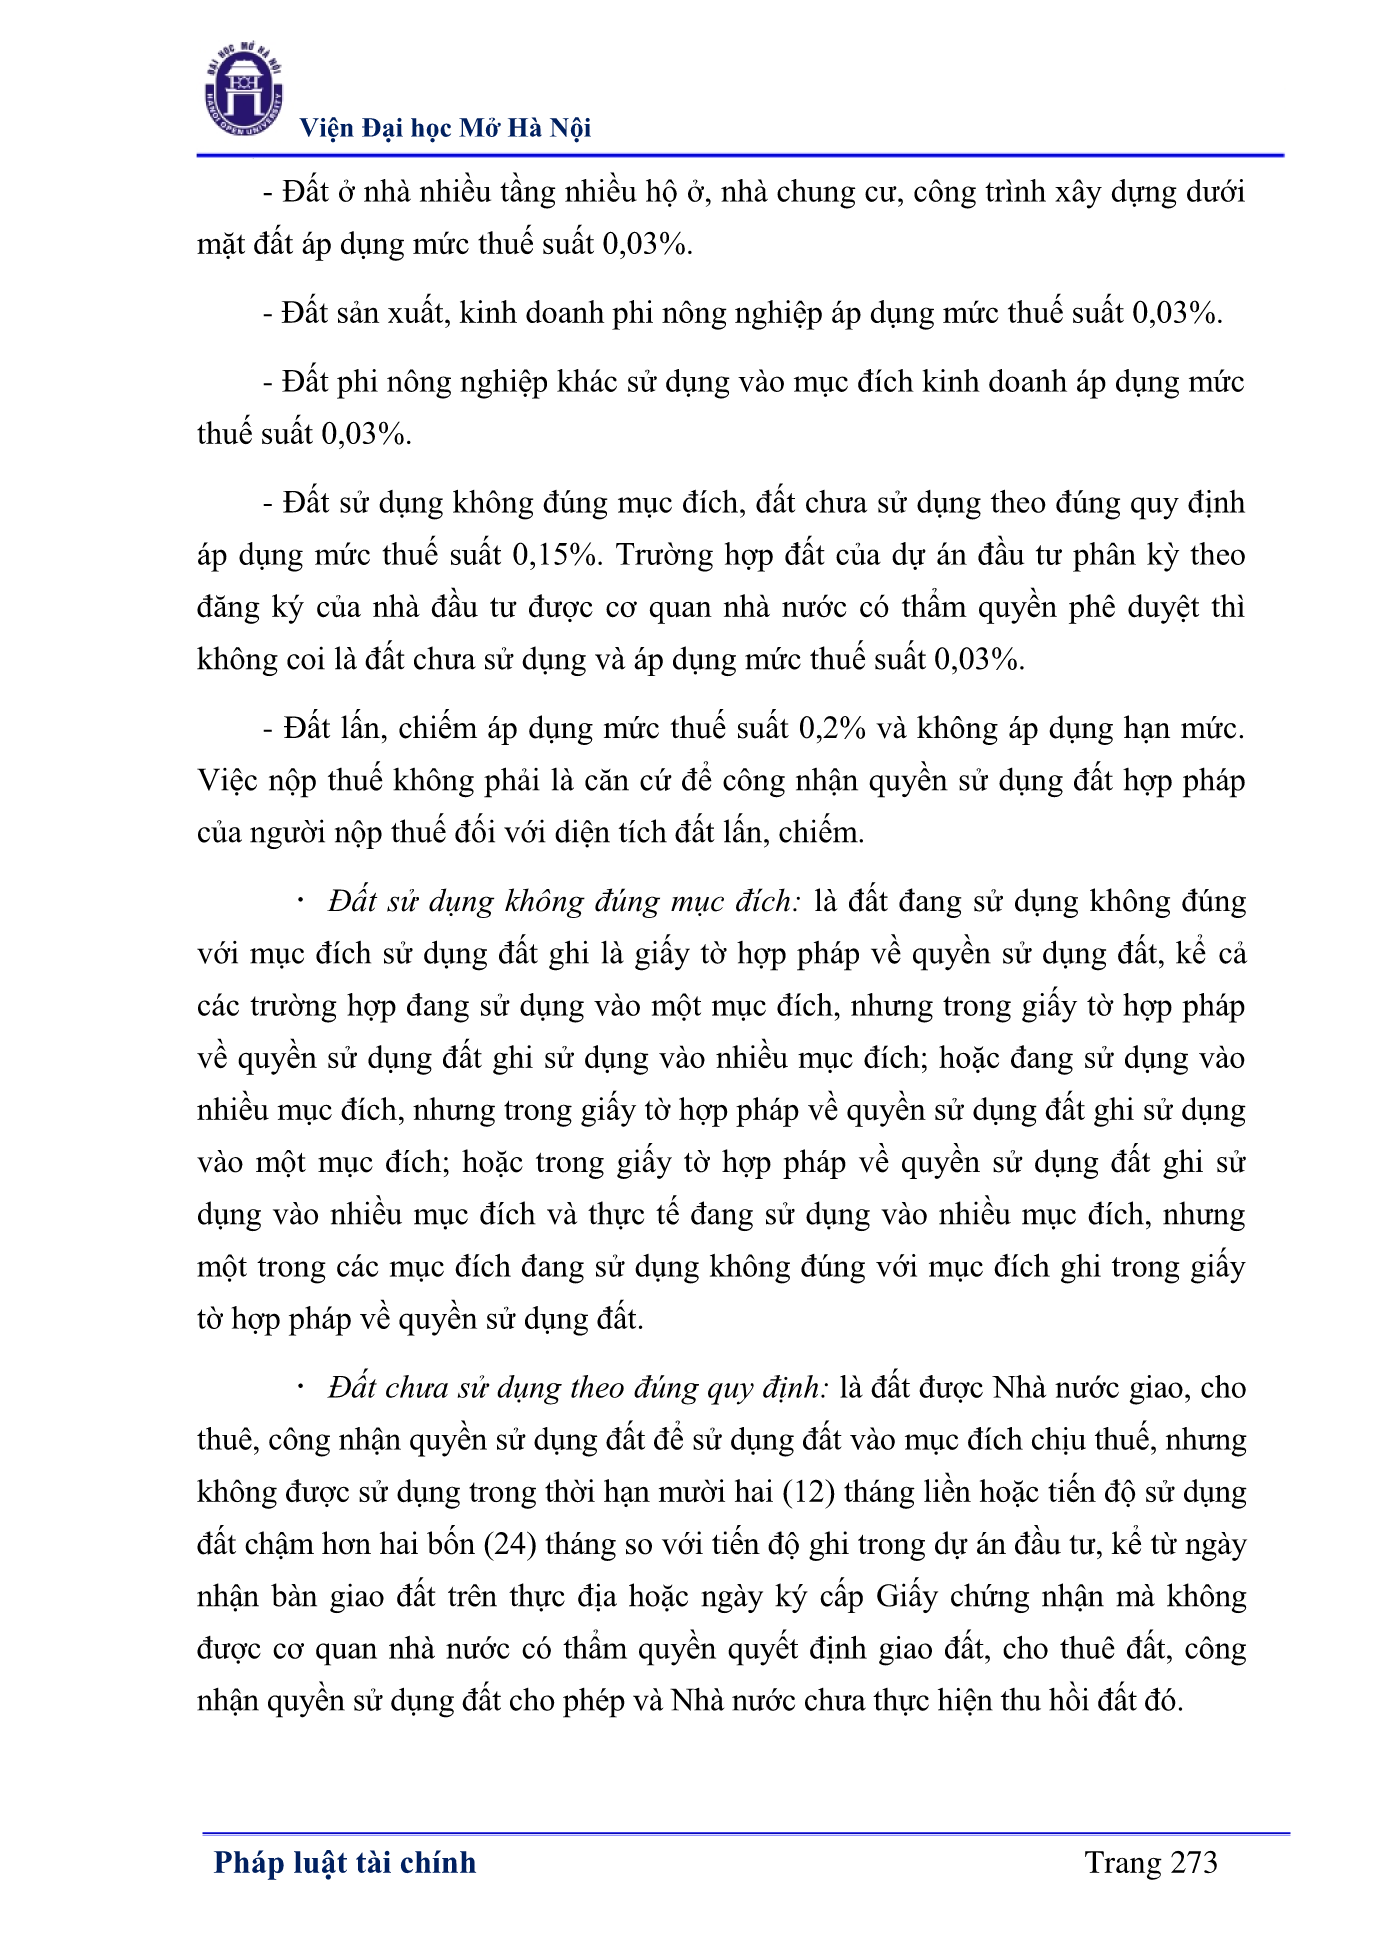 ĐẠI HỌC MỞ HÀ NỘI
HANOI OPEN UNIVERSITY
Viện Đại học Mở Hà Nội
- Đất ở nhà nhiều tầng nhiều hộ ở, nhà chung cư, công trình xây dựng dưới
mặt đất áp dụng mức thuế suất 0,03%.
- Đất sản xuất, kinh doanh phi nông nghiệp áp dụng mức thuế suất 0,03%.
- Đất phi nông nghiệp khác sử dụng vào mục đích kinh doanh áp dụng mức
thuế suất 0,03%.
- Đất sử dụng không đúng mục đích, đất chưa sử dụng theo đúng quy định
áp dụng mức thuế suất 0,15%. Trường hợp đất của dự án đầu tư phân kỳ theo
đăng ký của nhà đầu tư được cơ quan nhà nước có thẩm quyền phê duyệt thì
không coi là đất chưa sử dụng và áp dụng mức thuế suất 0,03%.
- Đất lấn, chiếm áp dụng mức thuế suất 0,2% và không áp dụng hạn mức.
Việc nộp thuế không phải là căn cứ để công nhận quyền sử dụng đất hợp pháp
của người nộp thuế đối với diện tích đất lấn, chiếm.
· Đất sử dụng không đúng mục đích: là đất đang sử dụng không đúng
với mục đích sử dụng đất ghi là giấy tờ hợp pháp về quyền sử dụng đất, kể cả
các trường hợp đang sử dụng vào một mục đích, nhưng trong giấy tờ hợp pháp
về quyền sử dụng đất ghi sử dụng vào nhiều mục đích; hoặc đang sử dụng vào
nhiều mục đích, nhưng trong giấy tờ hợp pháp về quyền sử dụng đất ghi sử dụng
vào một mục đích; hoặc trong giấy tờ hợp pháp về quyền sử dụng đất ghi sử
dụng vào nhiều mục đích và thực tế đang sử dụng vào nhiều mục đích, nhưng
một trong các mục đích đang sử dụng không đúng với mục đích ghi trong giấy
tờ hợp pháp về quyền sử dụng đất.
· Đất chưa sử dụng theo đúng quy định: là đất được Nhà nước giao, cho
thuê, công nhận quyền sử dụng đất để sử dụng đất vào mục đích chịu thuế, nhưng
không được sử dụng trong thời hạn mười hai (12) tháng liền hoặc tiến độ sử dụng
đất chậm hơn hai bốn (24) tháng so với tiến độ ghi trong dự án đầu tư, kể từ ngày
nhận bàn giao đất trên thực địa hoặc ngày ký cấp Giấy chứng nhận mà không
được cơ quan nhà nước có thẩm quyền quyết định giao đất, cho thuê đất, công
nhận quyền sử dụng đất cho phép và Nhà nước chưa thực hiện thu hồi đất đó.
Pháp luật tài chính Trang 273